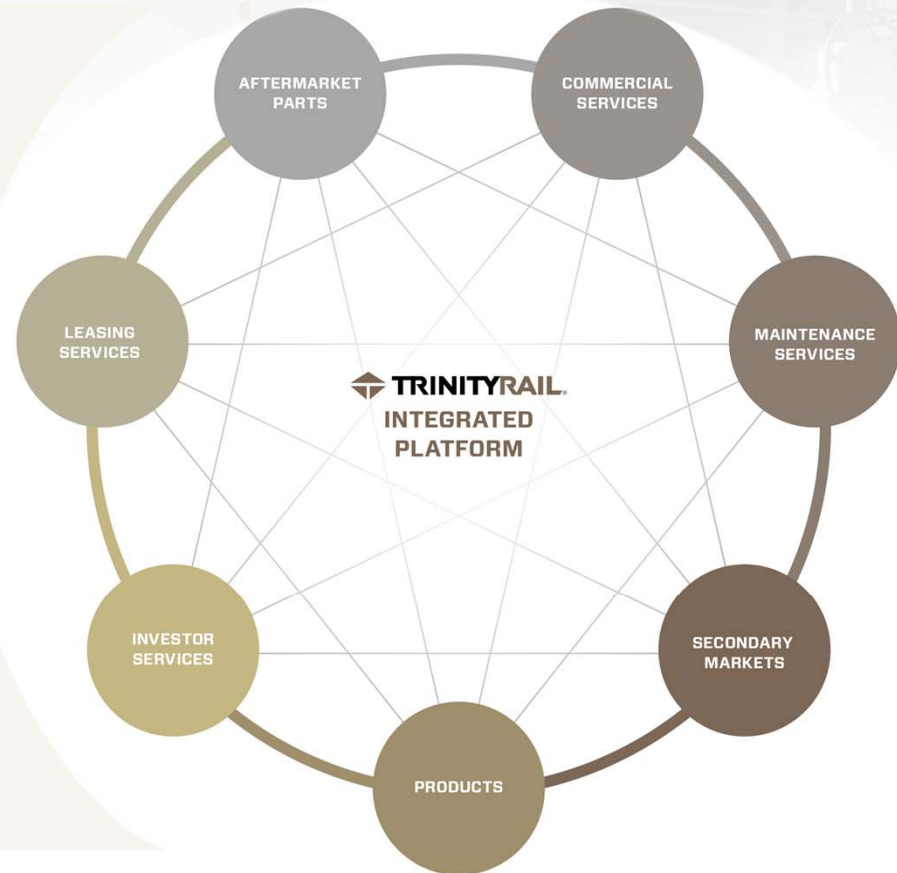 AFTERMARKET
PARTS
COMMERCIAL
SERVICES
LEASING
SERVICES
MAINTENANCE
SERVICES
TRINITYRAIL®
INTEGRATED
PLATFORM
INVESTOR
SERVICES
SECONDARY
MARKETS
PRODUCTS